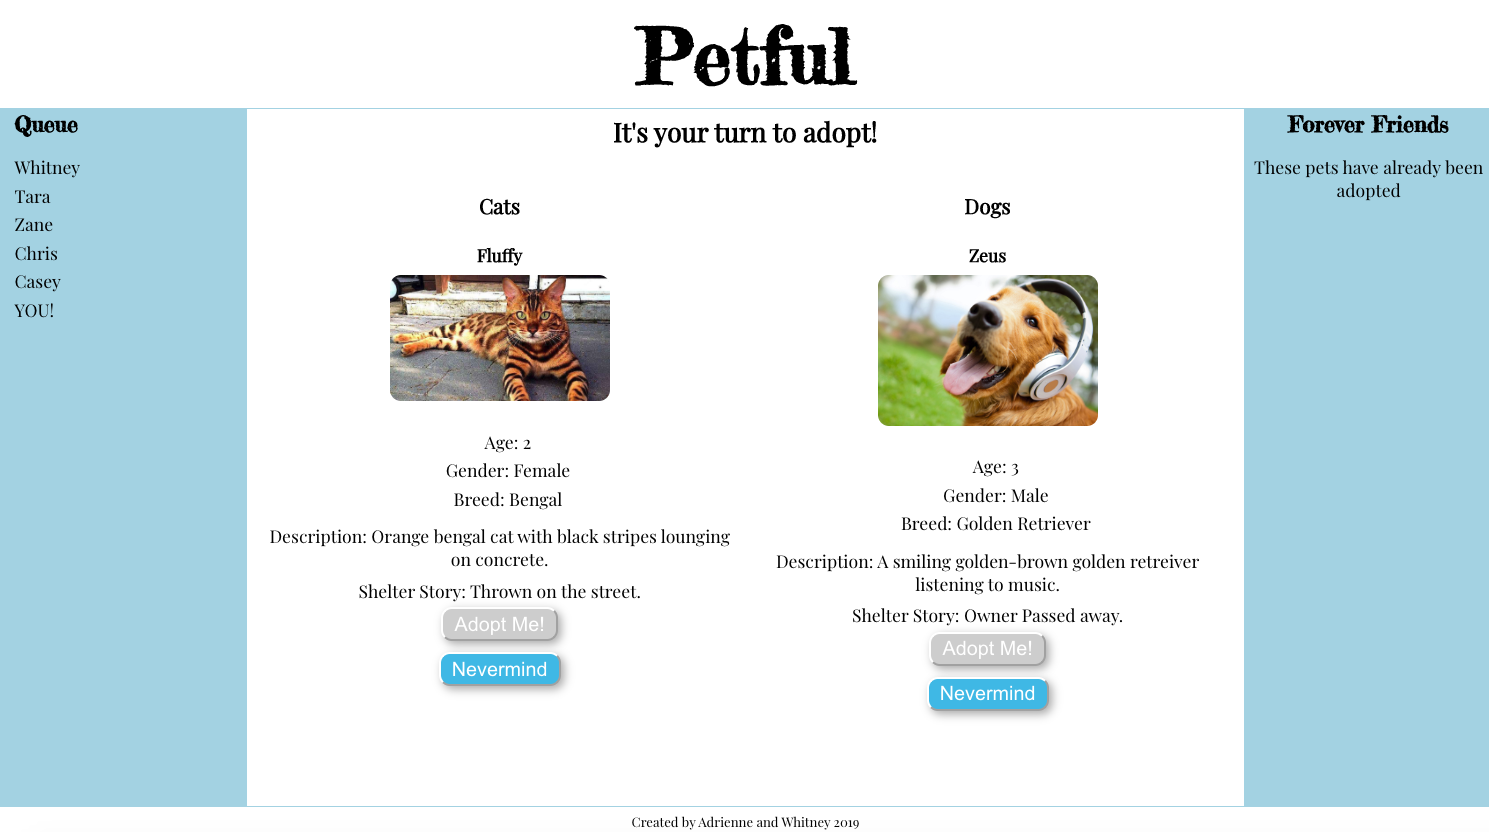 Petful
Queue
Whitney
Tara
Zane
Chris
Casey
YOU!
It's your turn to adopt!
Cats
Fluffy
Age: 2
Gender: Female
Breed: Bengal
Description: Orange bengal cat with black stripes lounging
on concrete.
Shelter Story: Thrown on the street.
Adopt Me!
Nevermind
Dogs
Zeus
Age: 3
Gender: Male
Breed: Golden Retriever
Description: A smiling golden-brown golden retreiver
listening to music.
Shelter Story: Owner Passed away.
Adopt Me!
Nevermind
Forever Friends
These pets have already been
adopted
Created by Adrienne and Whitney 2019